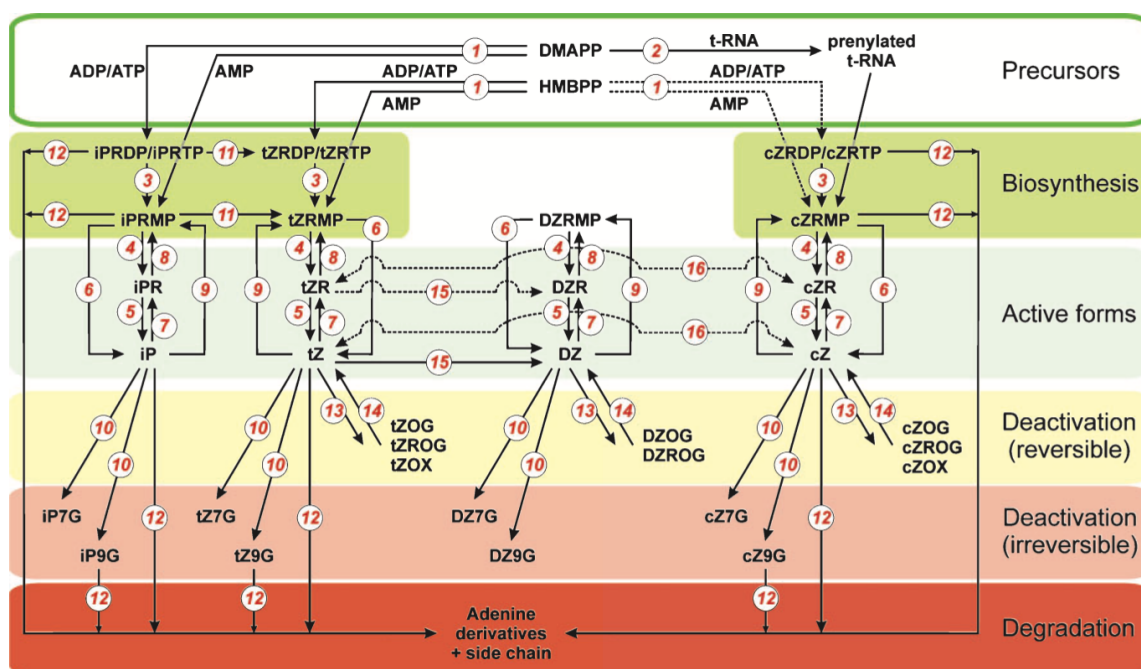 1 DMAPP 2 t-RNA prenylated
t-RNA
Precursors
ADP/ATP AMP ADP/ATP 1 HMBPP 1 ADP/ATP
AMP AMP
12 iPRDP/iPRTP 11 tZRDP/tZRTP cZRDP/cZRTP 12
3 3 3
Biosynthesis
12 iPRMP 11 tZRMP 6 6 DZRMP cZRMP 12
4 8 4 8 4 8 4 8
6 iPR 9 9 tZR 15 DZR 9 16 9 cZR 6
Active forms
5 7 5 7 5 7 16 5 7
iP tZ 15 DZ cZ
10 10 12 10 10 12 13 14 10 10 13 14 10 10 12 13 14
tZOG
tZROG
tZOX
DZOG
DZROG
cZOG
cZROG
cZOX
Deactivation
(reversible)
iP7G tZ7G DZ7G cZ7G
iP9G tZ9G DZ9G cZ9G
Deactivation
(irreversible)
12 12 12
Adenine
derivatives
+ side chain
Degradation